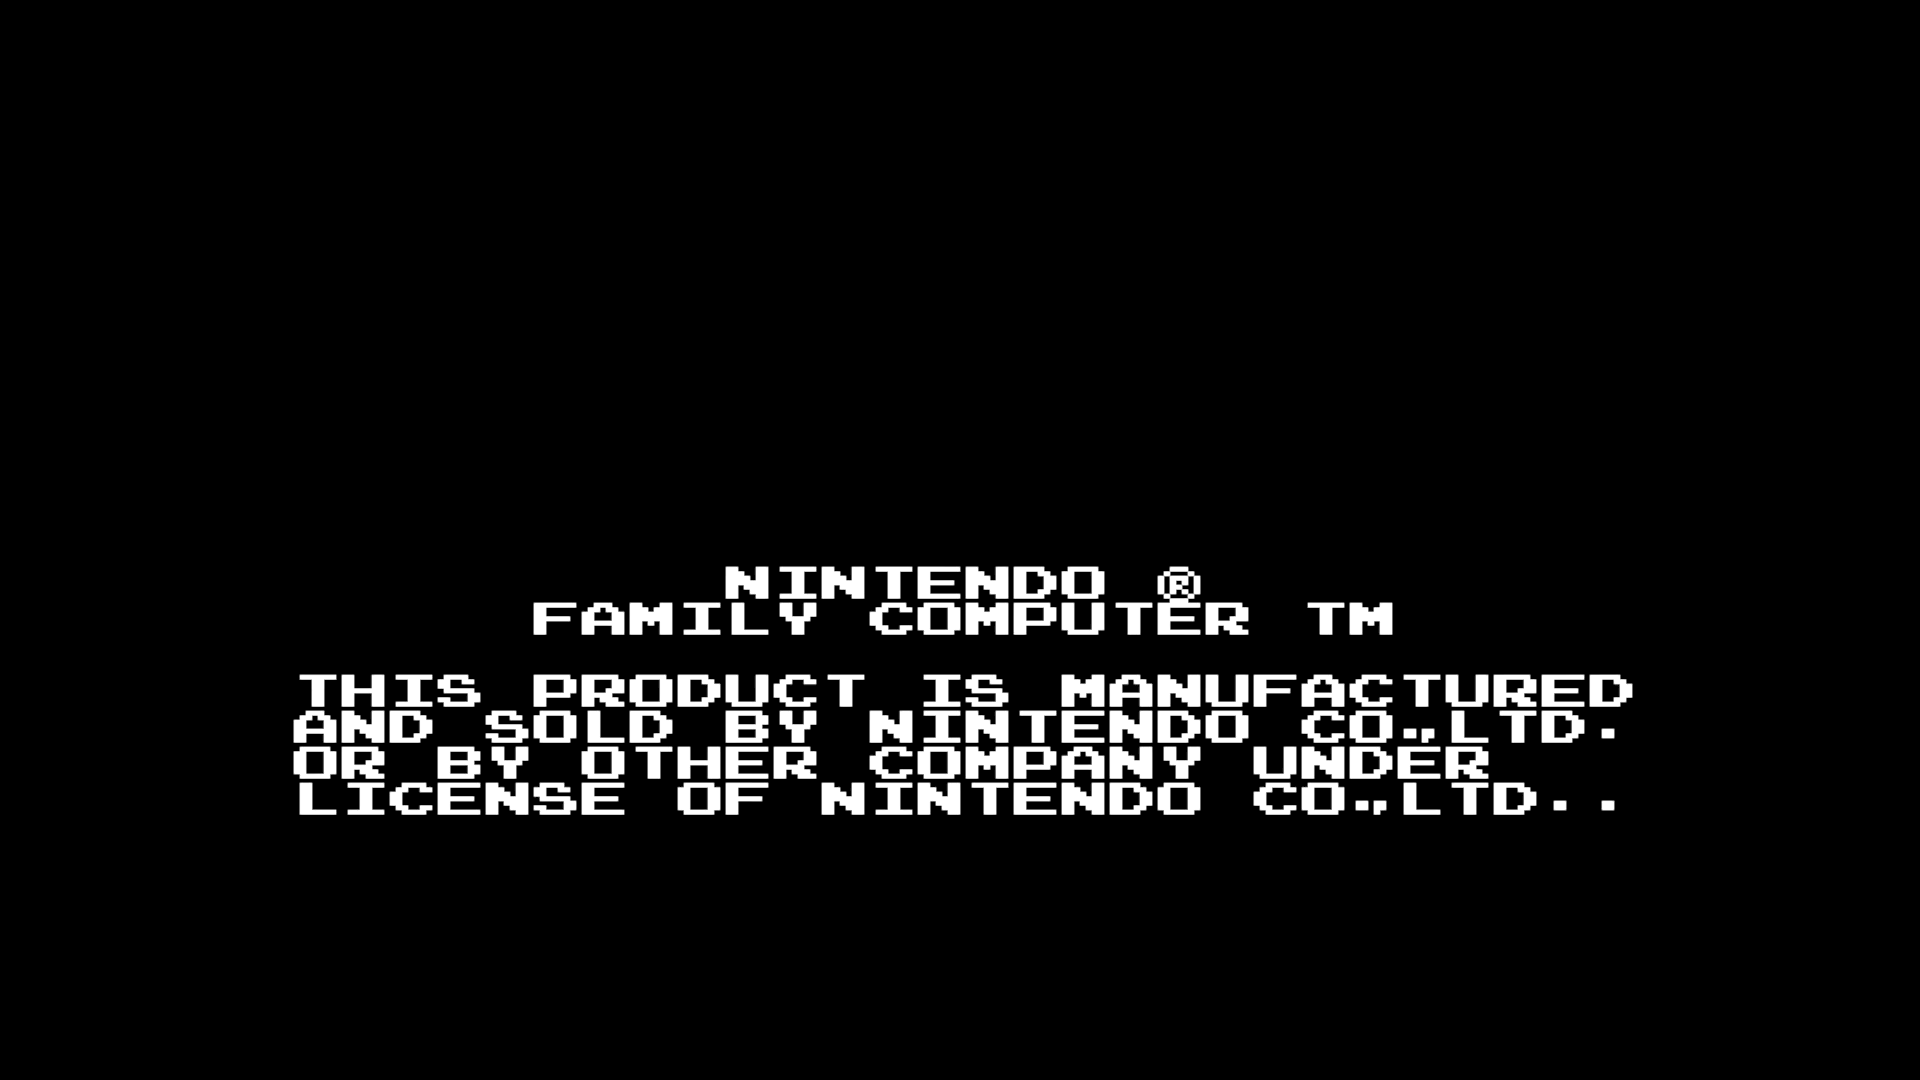 NINTENDO ®
FAMILY COMPUTER TM
THIS PRODUCT IS MANUFACTURED
AND SOLD BY NINTENDO CO.,LTD.
OR BY OTHER COMPANY UNDER
LICENSE OF NINTENDO CO.,LTD..